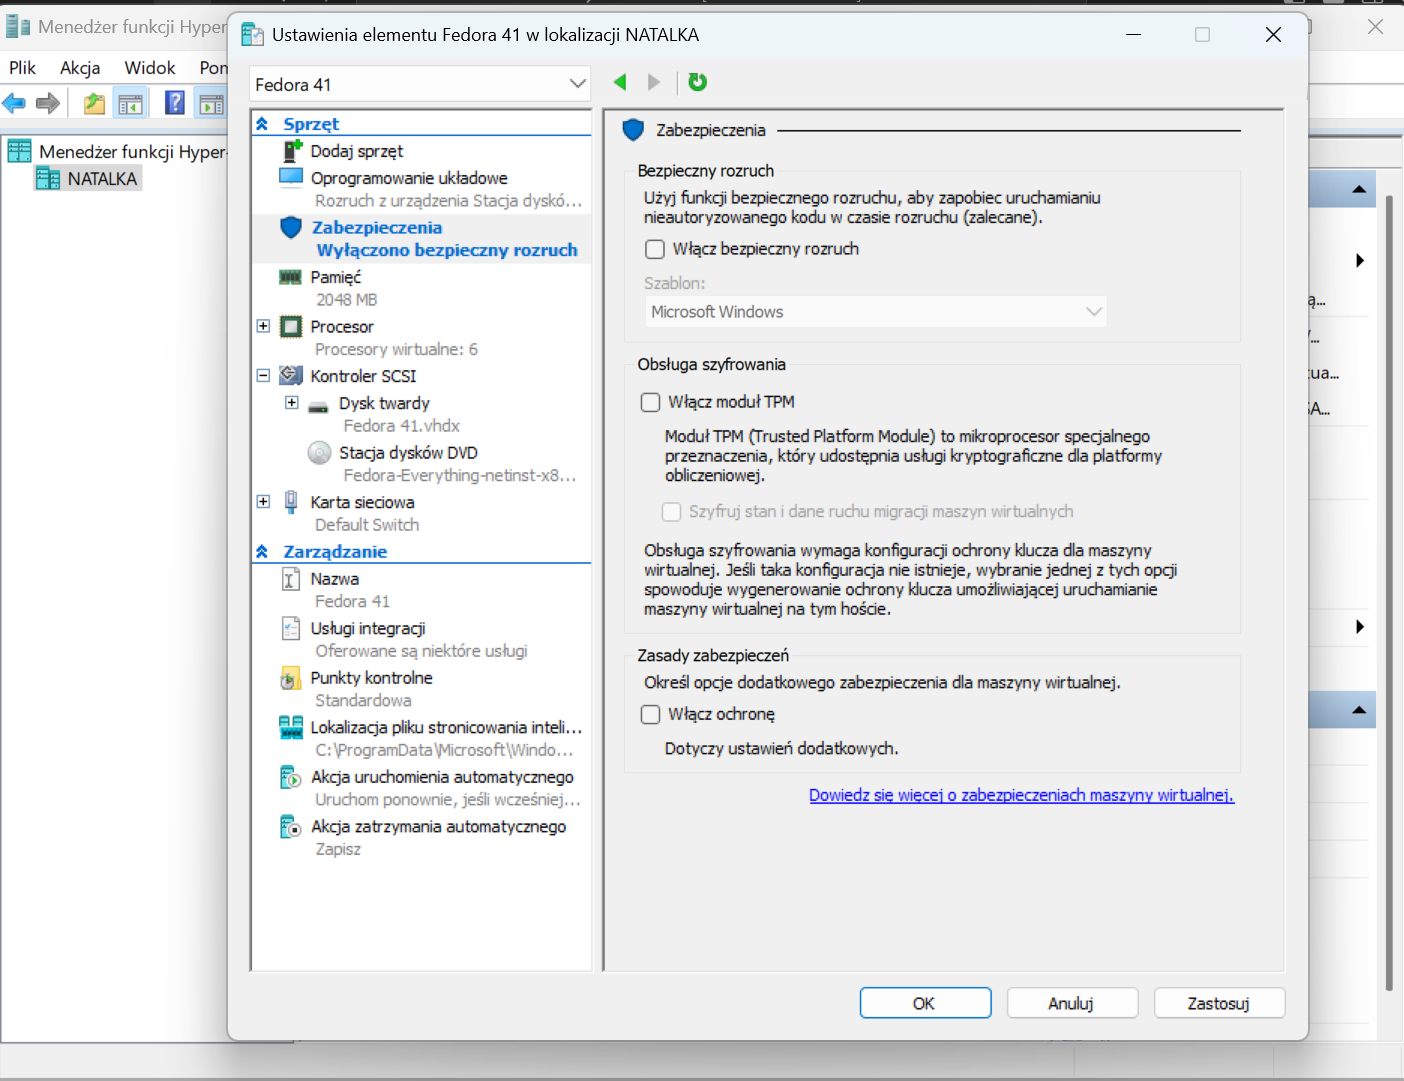 Menedżer funkcji Hyper
Ustawienia elementu Fedora 41 w lokalizacji NATALKA
Plik Akcja Widok Pom
Menedżer funkcji Hyper-
NATALKA
Fedora 41
Sprzęt
Dodaj sprzęt
Oprogramowanie układowe
Rozruch z urządzenia Stacja dyskó...
Zabezpieczenia
Wyłączono bezpieczny rozruch
Pamięć
2048 MB
Procesor
Procesory wirtualne: 6
Kontroler SCSI
Dysk twardy
Fedora 41.vhdx
Stacja dysków DVD
Fedora-Everything-netinst-x8...
Karta sieciowa
Default Switch
Zarządzanie
Nazwa
Fedora 41
Usługi integracji
Oferowane są niektóre usługi
Punkty kontrolne
Standardowa
Lokalizacja pliku stronicowania inteli...
C:\ProgramData\Microsoft\Windo...
Akcja uruchomienia automatycznego
Uruchom ponownie, jeśli wcześniej...
Akcja zatrzymania automatycznego
Zapisz
Zabezpieczenia
Bezpieczny rozruch
Użyj funkcji bezpiecznego rozruchu, aby zapobiec uruchamianiu
nieautoryzowanego kodu w czasie rozruchu (zalecane).
Włącz bezpieczny rozruch
Szablon:
Microsoft Windows
Obsługa szyfrowania
Włącz moduł TPM
Moduł TPM (Trusted Platform Module) to mikroprocesor specjalnego
przeznaczenia, który udostępnia usługi kryptograficzne dla platformy
obliczeniowej.
Szyfruj stan i dane ruchu migracji maszyn wirtualnych
Obsługa szyfrowania wymaga konfiguracji ochrony klucza dla maszyny
wirtualnej. Jeśli taka konfiguracja nie istnieje, wybranie jednej z tych opcji
spowoduje wygenerowanie ochrony klucza umożliwiającej uruchamianie
maszyny wirtualnej na tym hoście.
Zasady zabezpieczeń
Określ opcje dodatkowego zabezpieczenia dla maszyny wirtualnej.
Włącz ochronę
Dotyczy ustawień dodatkowych.
Dowiedz się więcej o zabezpieczeniach maszyny wirtualnej.
OK Anuluj Zastosuj
ą...
...
ua...
SA...